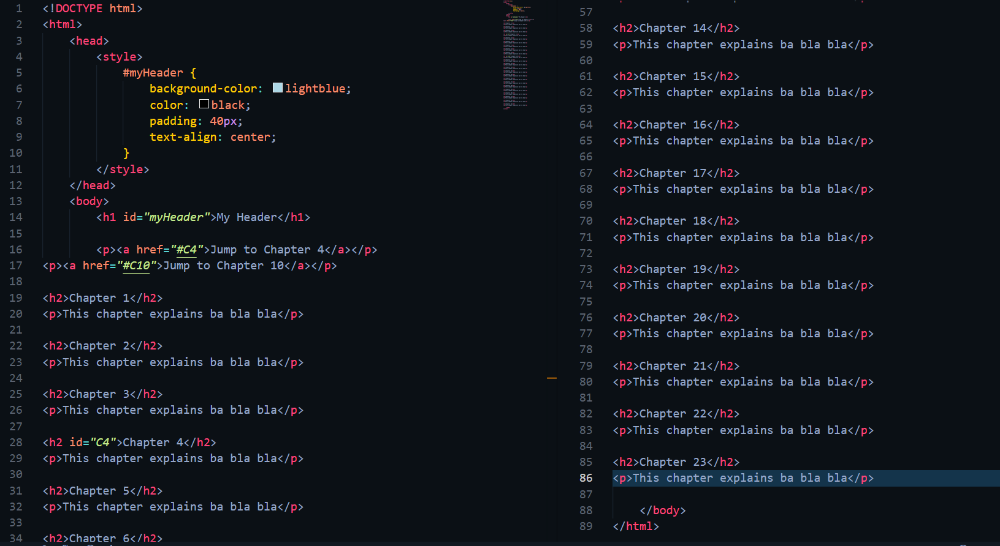 1 <!DOCTYPE html>
2 <html>
3 <head>
4 <style>
5 #myHeader {
6 background-color: lightblue;
7 color: black;
8 padding: 40px;
9 text-align: center;
10 }
11 </style>
12 </head>
13 <body>
14 <h1 id="myHeader">My Header</h1>
15
16 <p><a href="#C4">Jump to Chapter 4</a></p>
17 <p><a href="#C10">Jump to Chapter 10</a></p>
18
19 <h2>Chapter 1</h2>
20 <p>This chapter explains ba bla bla</p>
21
22 <h2>Chapter 2</h2>
23 <p>This chapter explains ba bla bla</p>
24
25 <h2>Chapter 3</h2>
26 <p>This chapter explains ba bla bla</p>
27
28 <h2 id="C4">Chapter 4</h2>
29 <p>This chapter explains ba bla bla</p>
30
31 <h2>Chapter 5</h2>
32 <p>This chapter explains ba bla bla</p>
33
34 <h2>Chapter 6</h2>
57
58 <h2>Chapter 14</h2>
59 <p>This chapter explains ba bla bla</p>
60
61 <h2>Chapter 15</h2>
62 <p>This chapter explains ba bla bla</p>
63
64 <h2>Chapter 16</h2>
65 <p>This chapter explains ba bla bla</p>
66
67 <h2>Chapter 17</h2>
68 <p>This chapter explains ba bla bla</p>
69
70 <h2>Chapter 18</h2>
71 <p>This chapter explains ba bla bla</p>
72
73 <h2>Chapter 19</h2>
74 <p>This chapter explains ba bla bla</p>
75
76 <h2>Chapter 20</h2>
77 <p>This chapter explains ba bla bla</p>
78
79 <h2>Chapter 21</h2>
80 <p>This chapter explains ba bla bla</p>
81
82 <h2>Chapter 22</h2>
83 <p>This chapter explains ba bla bla</p>
84
85 <h2>Chapter 23</h2>
86 <p>This chapter explains ba bla bla</p>
87
88 </body>
89 </html>